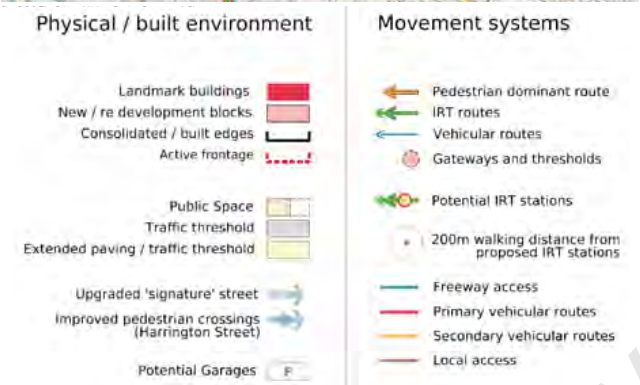 Physical / built environment
Landmark buildings
New / re development blocks
Consolidated / built edges
Active frontage
Public Space
Traffic threshold
Extended paving / traffic threshold
Upgraded 'signature' street
Improved pedestrian crossings
(Harrington Street)
Potential Garages
P
Movement systems
Pedestrian dominant route
IRT routes
Vehicular routes
Gateways and thresholds
Potential IRT stations
200m walking distance from
proposed IRT stations
Freeway access
Primary vehicular routes
Secondary vehicular routes
Local access